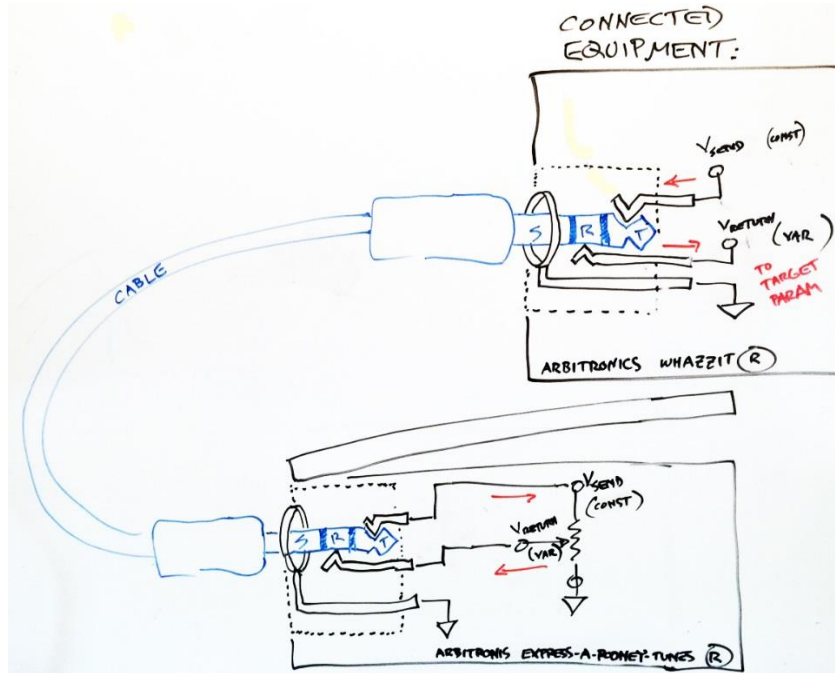 CONNECTED
EQUIPMENT:
VSEND (CONST)
VRETURN (VAR)
TO
TARGET
PARAM
S R T
ARBITRONICS WHAZZIT R
CABLE
VSEND
(CONST)
VRETURN
(VAR)
S R T
ARBITRONIS EXPRESS-A-ROONEY-TUNES R